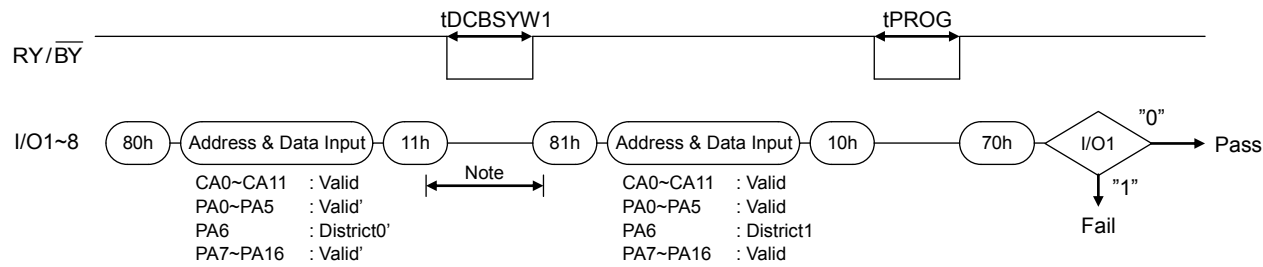 tDCBSYW1 tPROG
RY/BY
I/O1~8 80h Address & Data Input 11h 81h Address & Data Input 10h 70h I/O1 "0" Pass
Note
"1"
Fail
CA0~CA11 : Valid
PA0~PA5 : Valid'
PA6 : District0'
PA7~PA16 : Valid'
CA0~CA11 : Valid
PA0~PA5 : Valid
PA6 : District1
PA7~PA16 : Valid